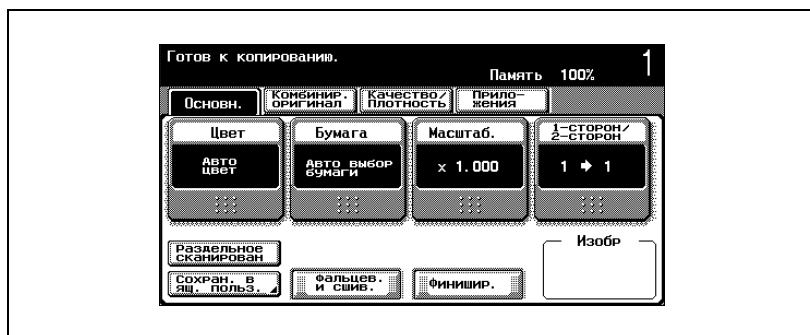 Готов к копированию.
Память 100%
1
Основн.
Комбинир.
оригинал
Качество/
плотность
Прило-
жения
Цвет
Бумага
Масштаб.
1-сторон/
2-сторон
Авто
цвет
Авто выбор
бумаги
x 1.000
1 ➔ 1
Раздельное
сканирован
Изобр
Сохран. в
ящ. польз.
Фальцев.
и сшив.
Финишир.